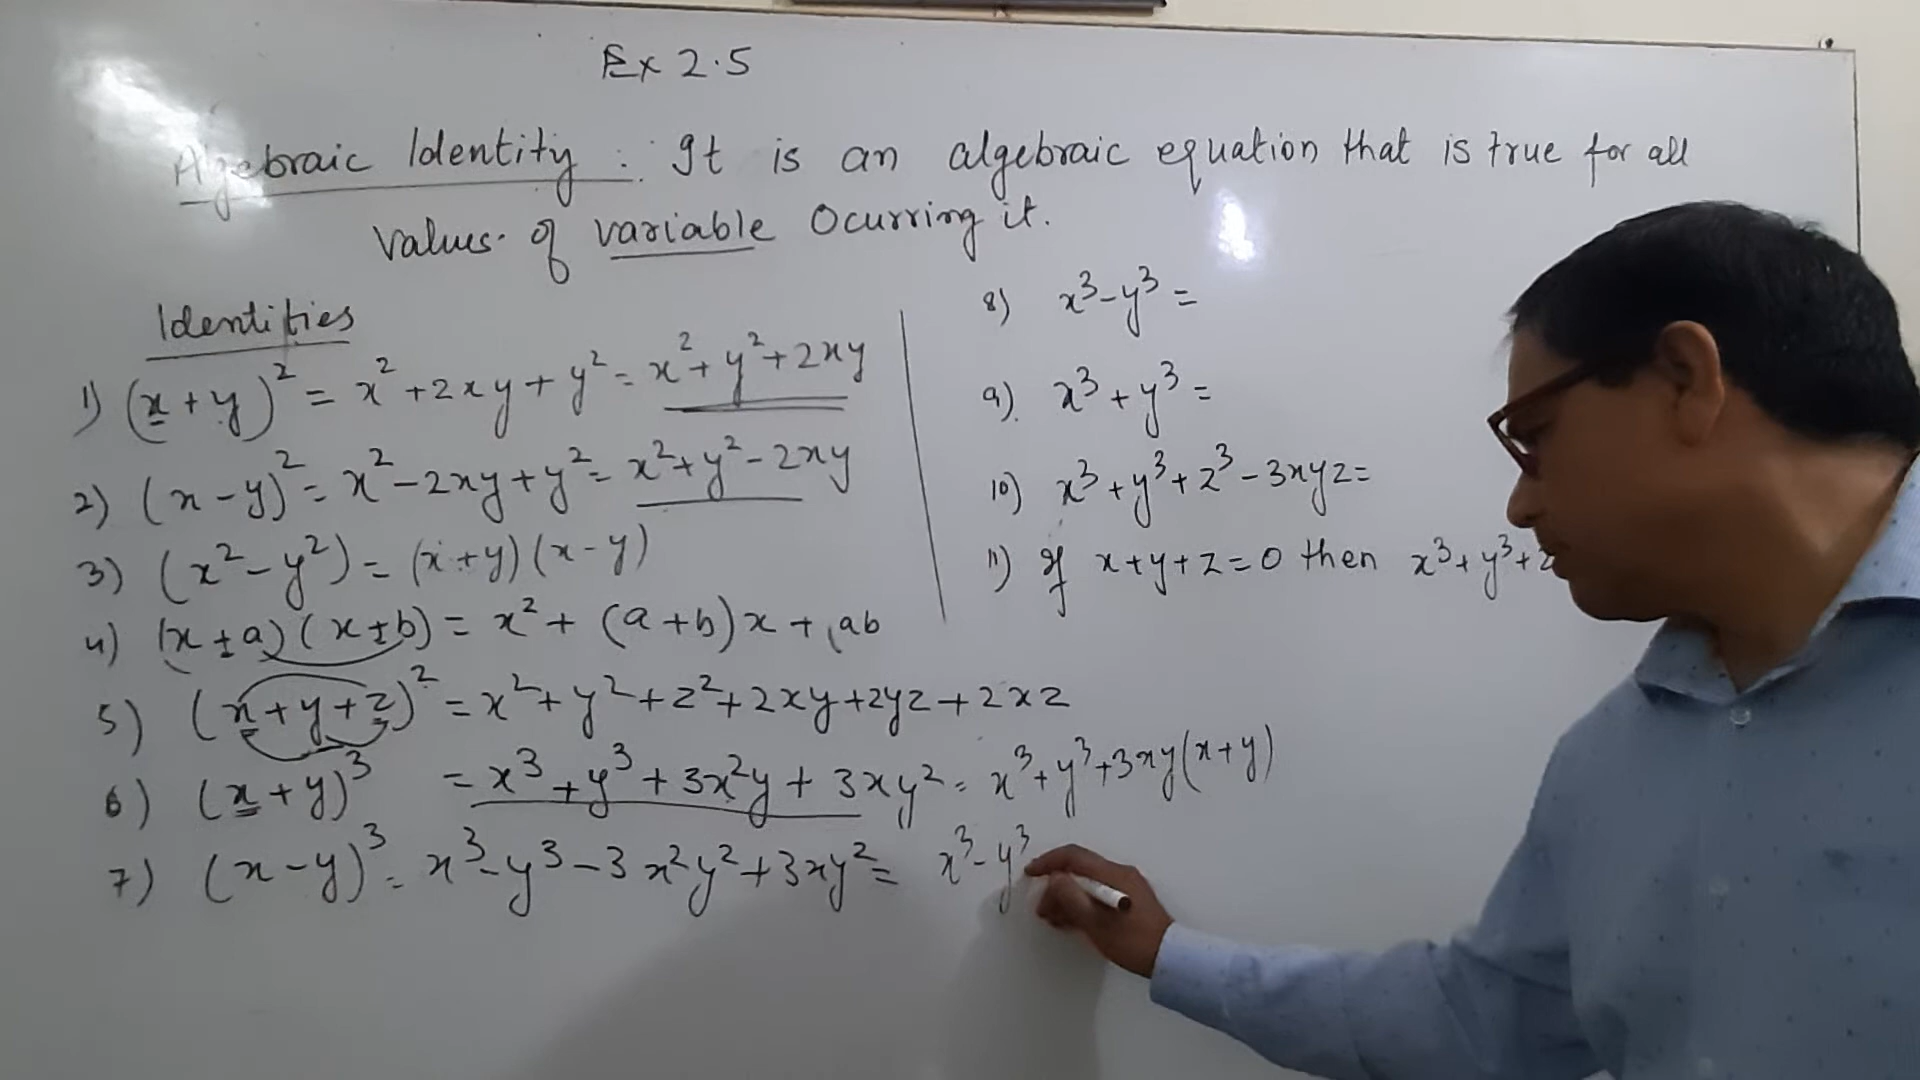 Ex 2.5
Algebraic Identity : It is an algebraic equation that is true for all
values of variable Ocurring it.
Identities
1) (x+y)² = x²+2xy+y² = x²+y²+2xy
2) (x-y)² = x²-2xy+y² = x²+y²-2xy
3) (x²-y²) = (x+y)(x-y)
4) (x±a)(x±b) = x²+(a+b)x+ab
5) (x+y+z)² = x²+y²+z²+2xy+2yz+2xz
6) (x+y)³ = x³+y³+3x²y+3xy² = x³+y³+3xy(x+y)
7) (x-y)³ = x³-y³-3x²y²+3xy² = x³-y³
8) x³-y³ =
9) x³+y³ =
10) x³+y³+z³-3xyz =
11) If x+y+z=0 then x³+y³+